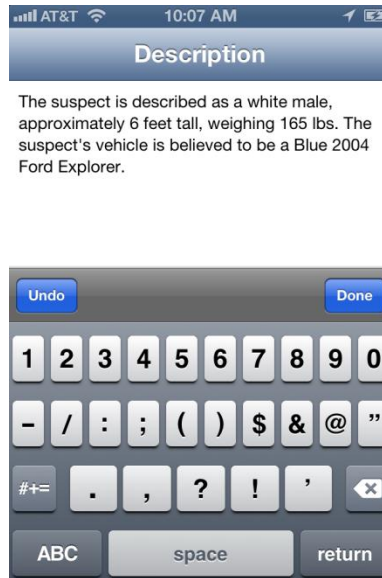 AT&T 10:07 AM
Description
The suspect is described as a white male,
approximately 6 feet tall, weighing 165 lbs. The
suspect's vehicle is believed to be a Blue 2004
Ford Explorer.
Undo Done
1 2 3 4 5 6 7 8 9 0
- / : ; ( ) $ & @ ”
#+= . , ? ! ’
ABC space return